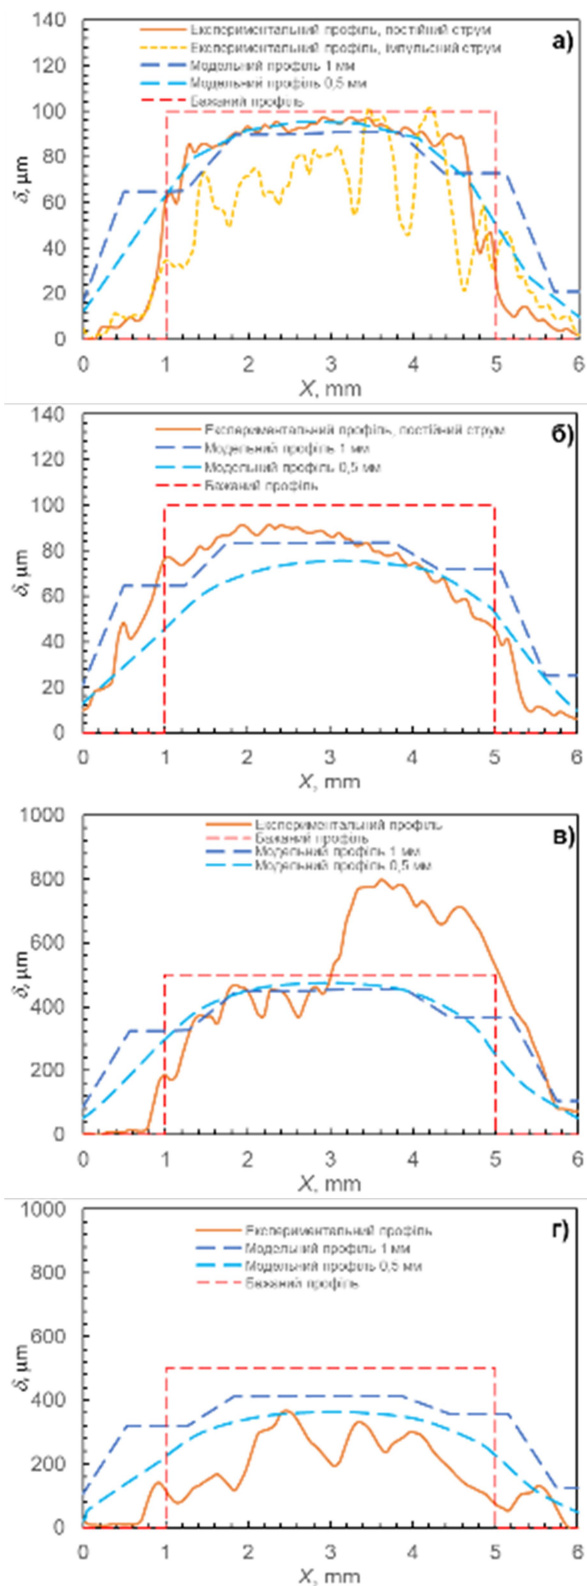 140
Експериментальний профіль, постійний струм
а)
Експериментальний профіль, імпульсний струм
120
Модельний профіль 1 мм
Модельний профіль 0,5 мм
100
Бажаний профіль
80
δ, μm
60
40
20
0
0 1 2 3 4 5 6
X, mm
140
Експериментальний профіль, постійний струм
б)
120
Модельний профіль 1 мм
Модельний профіль 0,5 мм
100
Бажаний профіль
80
δ, μm
60
40
20
0
0 1 2 3 4 5 6
X, mm
1000
Експериментальний профіль
в)
Бажаний профіль
Модельний профіль 1 мм
Модельний профіль 0,5 мм
800
600
δ, μm
400
200
0
0 1 2 3 4 5 6
X, mm
1000
Експериментальний профіль
г)
Модельний профіль 1 мм
Модельний профіль 0,5 мм
800
Бажаний профіль
600
δ, μm
400
200
0
0 1 2 3 4 5 6
X, mm